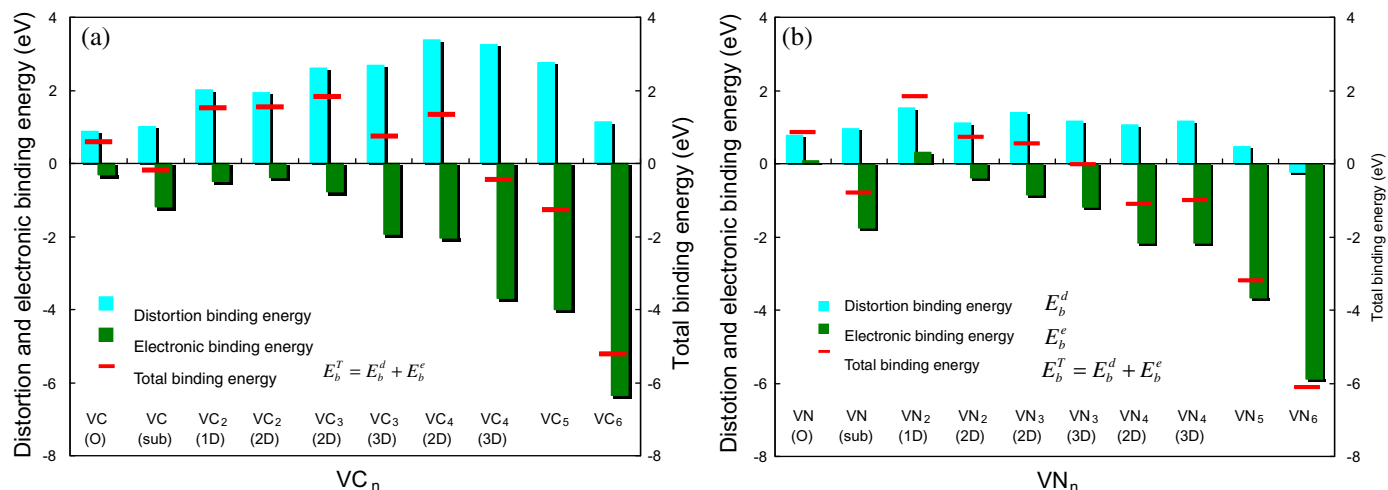 (a)
Distortion and electronic binding energy (eV)
4
2
0
-2
-4
-6
-8
Distortion binding energy
Electronic binding energy
Total binding energy
E_b^T = E_b^d + E_b^e
VC VC VC2 VC2 VC3 VC3 VC4 VC4 VC5 VC6
(O) (sub) (1D) (2D) (2D) (3D) (2D) (3D)
VC n
4
2
0
-2
-4
-6
-8
Total binding energy (eV)
(b)
Distotion and electronic binding energy (eV)
4
2
0
-2
-4
-6
-8
Distortion binding energy E_b^d
Electronic binding energy E_b^e
Total binding energy E_b^T = E_b^d + E_b^e
VN VN VN2 VN2 VN3 VN3 VN4 VN4 VN5 VN6
(O) (sub) (1D) (2D) (2D) (3D) (2D) (3D)
VN n
4
2
0
-2
-4
-6
-8
Total binding energy (eV)